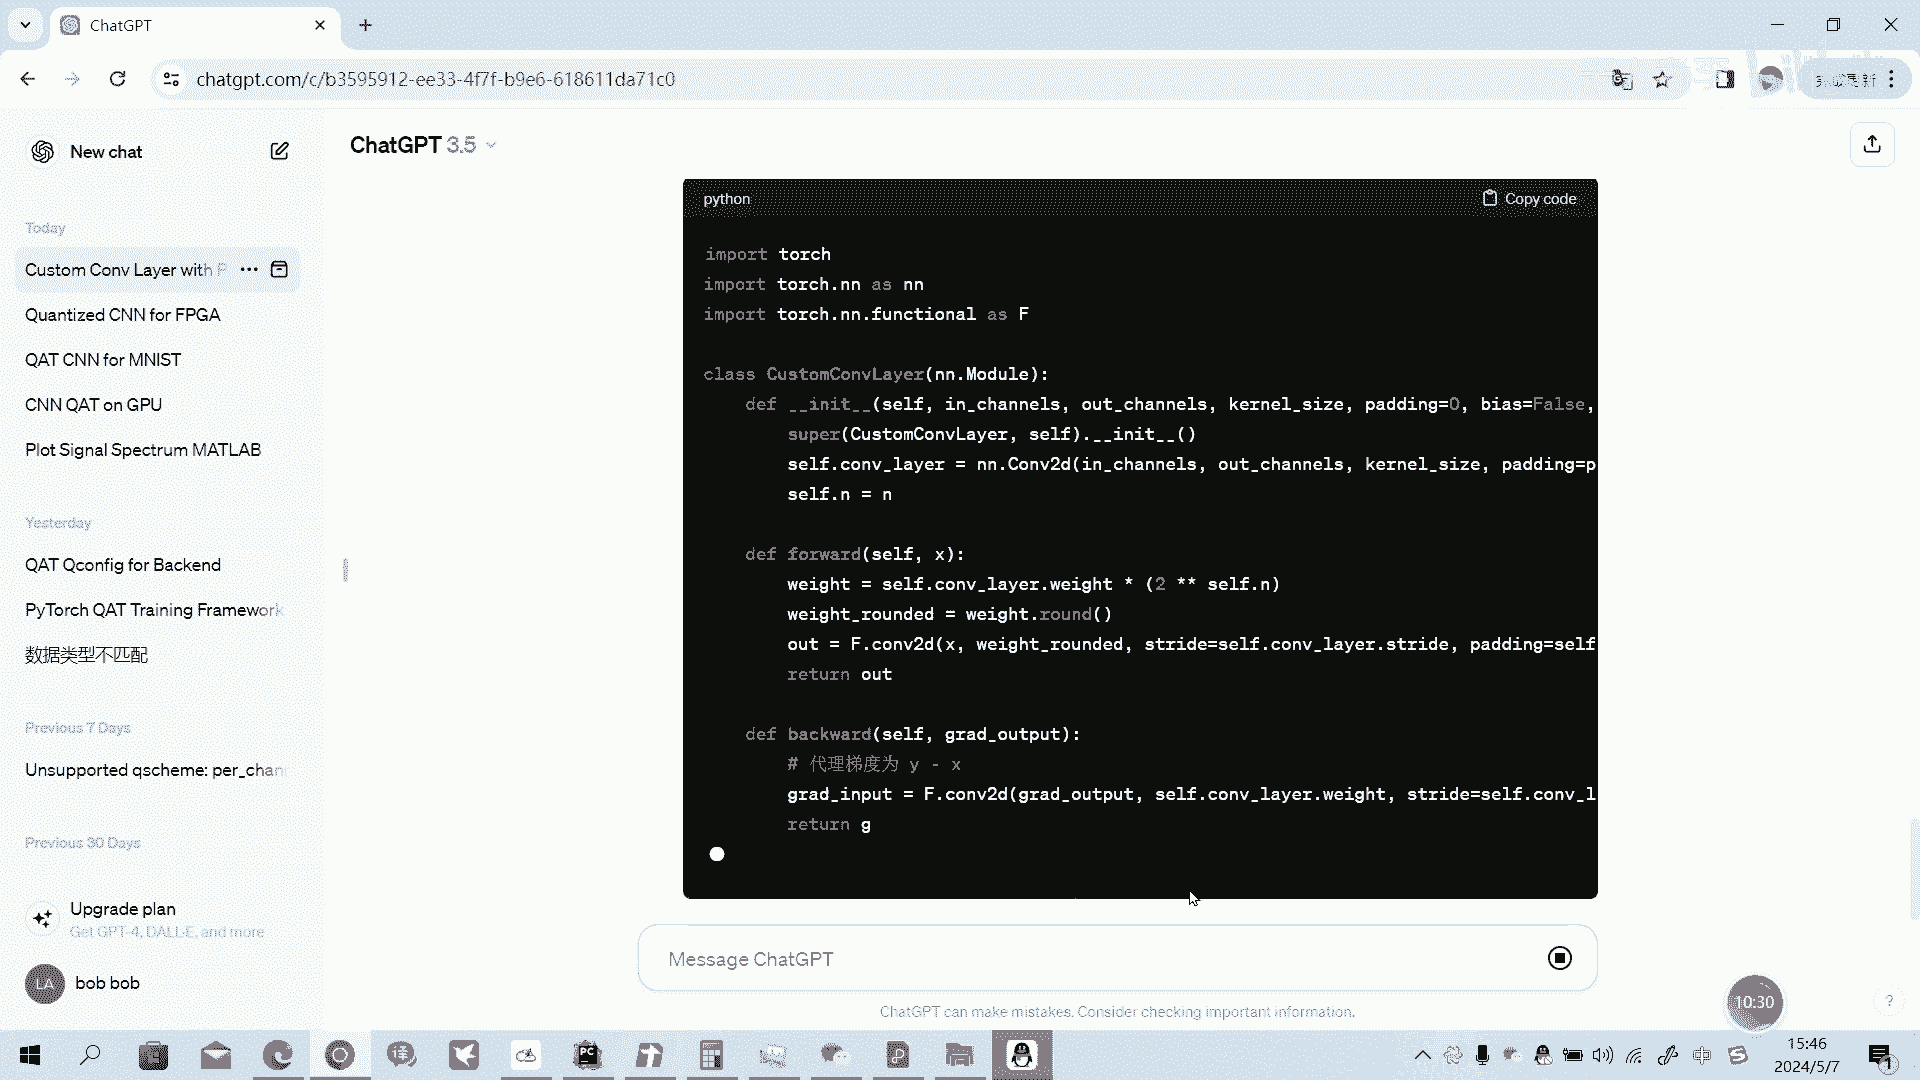 ChatGPT
chatgpt.com/c/b3595912-ee33-4f7f-b9e6-618611da71c0
New chat
ChatGPT 3.5
Today
Custom Conv Layer with P
Quantized CNN for FPGA
QAT CNN for MNIST
CNN QAT on GPU
Plot Signal Spectrum MATLAB
Yesterday
QAT Qconfig for Backend
PyTorch QAT Training Framework
数据类型不匹配
Previous 7 Days
Unsupported qscheme: per_chan
Previous 30 Days
Upgrade plan
Get GPT-4, DALL·E, and more
LA
bob bob
python
Copy code
import torch
import torch.nn as nn
import torch.nn.functional as F
class CustomConvLayer(nn.Module):
def __init__(self, in_channels, out_channels, kernel_size, padding=0, bias=False,
super(CustomConvLayer, self).__init__()
self.conv_layer = nn.Conv2d(in_channels, out_channels, kernel_size, padding=p
self.n = n
def forward(self, x):
weight = self.conv_layer.weight * (2 ** self.n)
weight_rounded = weight.round()
out = F.conv2d(x, weight_rounded, stride=self.conv_layer.stride, padding=self
return out
def backward(self, grad_output):
# 代理梯度为 y - x
grad_input = F.conv2d(grad_output, self.conv_layer.weight, stride=self.conv_l
return g
Message ChatGPT
ChatGPT can make mistakes. Consider checking important information.
10:30
?
中
15:46
2024/5/7